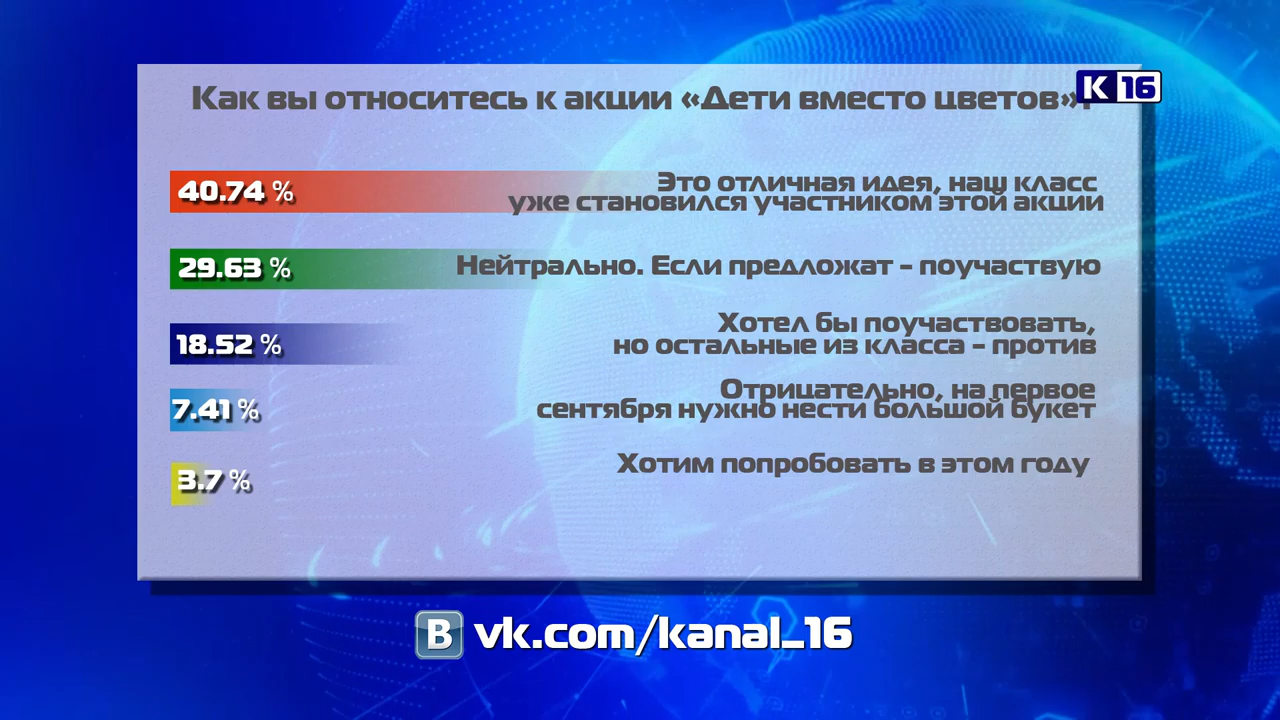 Как вы относитесь к акции «Дети вместо цветов»?
К 16
40.74 %
Это отличная идея, наш класс
уже становился участником этой акции
29.63 %
Нейтрально. Если предложат - поучаствую
18.52 %
Хотел бы поучаствовать,
но остальные из класса - против
7.41 %
Отрицательно, на первое
сентября нужно нести большой букет
3.7 %
Хотим попробовать в этом году
В vk.com/kanal_16